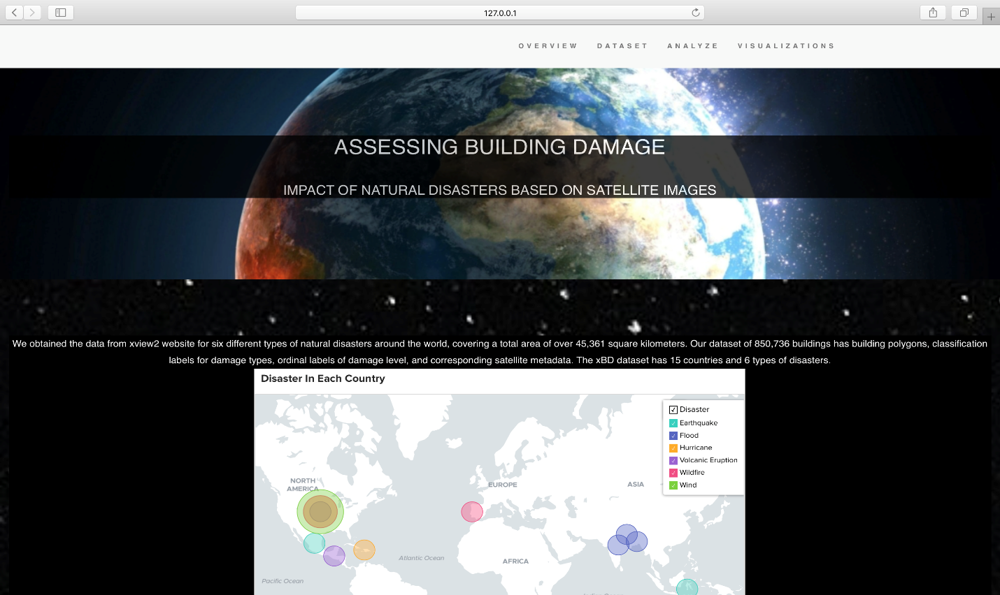 127.0.0.1
OVERVIEW DATASET ANALYZE VISUALIZATIONS
ASSESSING BUILDING DAMAGE
IMPACT OF NATURAL DISASTERS BASED ON SATELLITE IMAGES
We obtained the data from xview2 website for six different types of natural disasters around the world, covering a total area of over 45,361 square kilometers. Our dataset of 850,736 buildings has building polygons, classification
labels for damage types, ordinal labels of damage level, and corresponding satellite metadata. The xBD dataset has 15 countries and 6 types of disasters.
Disaster In Each Country
Disaster
Earthquake
Flood
Hurricane
Volcanic Eruption
Wildfire
Wind
NORTH
AMERICA
EUROPE
ASIA
Atlantic Ocean
AFRICA
Pacific Ocean